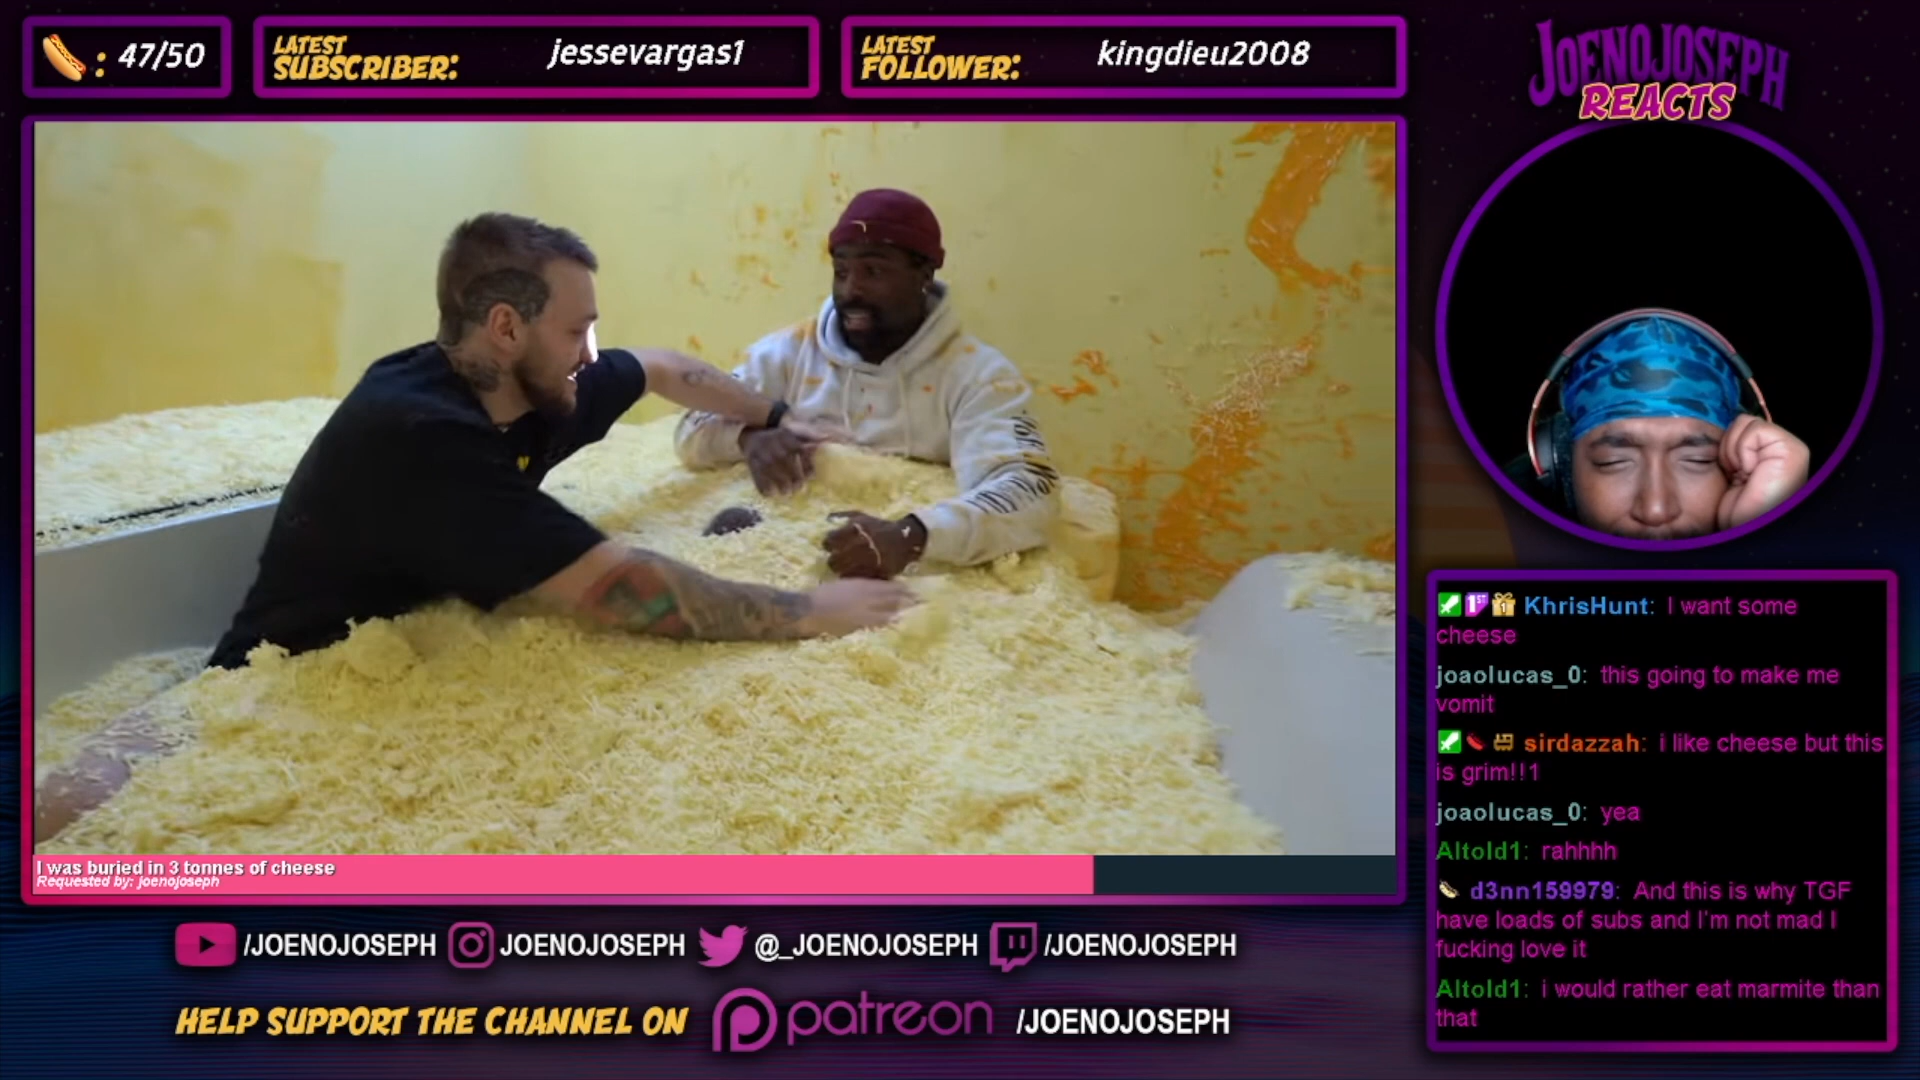 : 47/50
LATEST SUBSCRIBER: jessevargas1
LATEST FOLLOWER: kingdieu2008
JOENOJOSEPH
REACTS
I was buried in 3 tonnes of cheese
Requested by: joenojoseph
KhrisHunt: I want some
cheese
joaolucas_0: this going to make me
vomit
sirdazzah: i like cheese but this
is grim!!1
joaolucas_0: yea
Altold1: rahhhh
d3nn159979: And this is why TGF
have loads of subs and I'm not mad I
fucking love it
Altold1: i would rather eat marmite than
that
/JOENOJOSEPH JOENOJOSEPH @_JOENOJOSEPH /JOENOJOSEPH
HELP SUPPORT THE CHANNEL ON patreon /JOENOJOSEPH